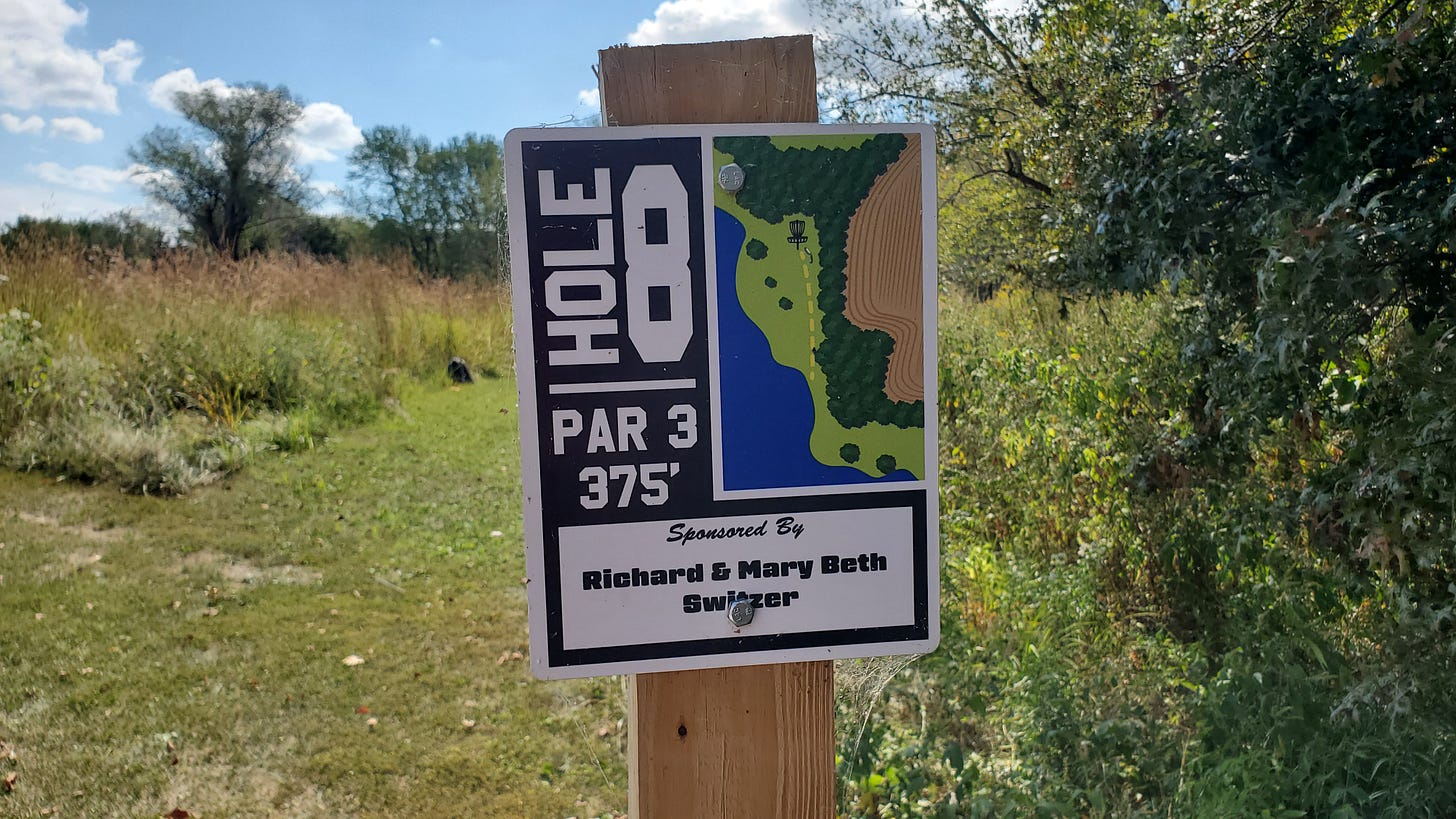 HOLE 8
PAR 3
375'
Sponsored By
Richard & Mary Beth
Switzer